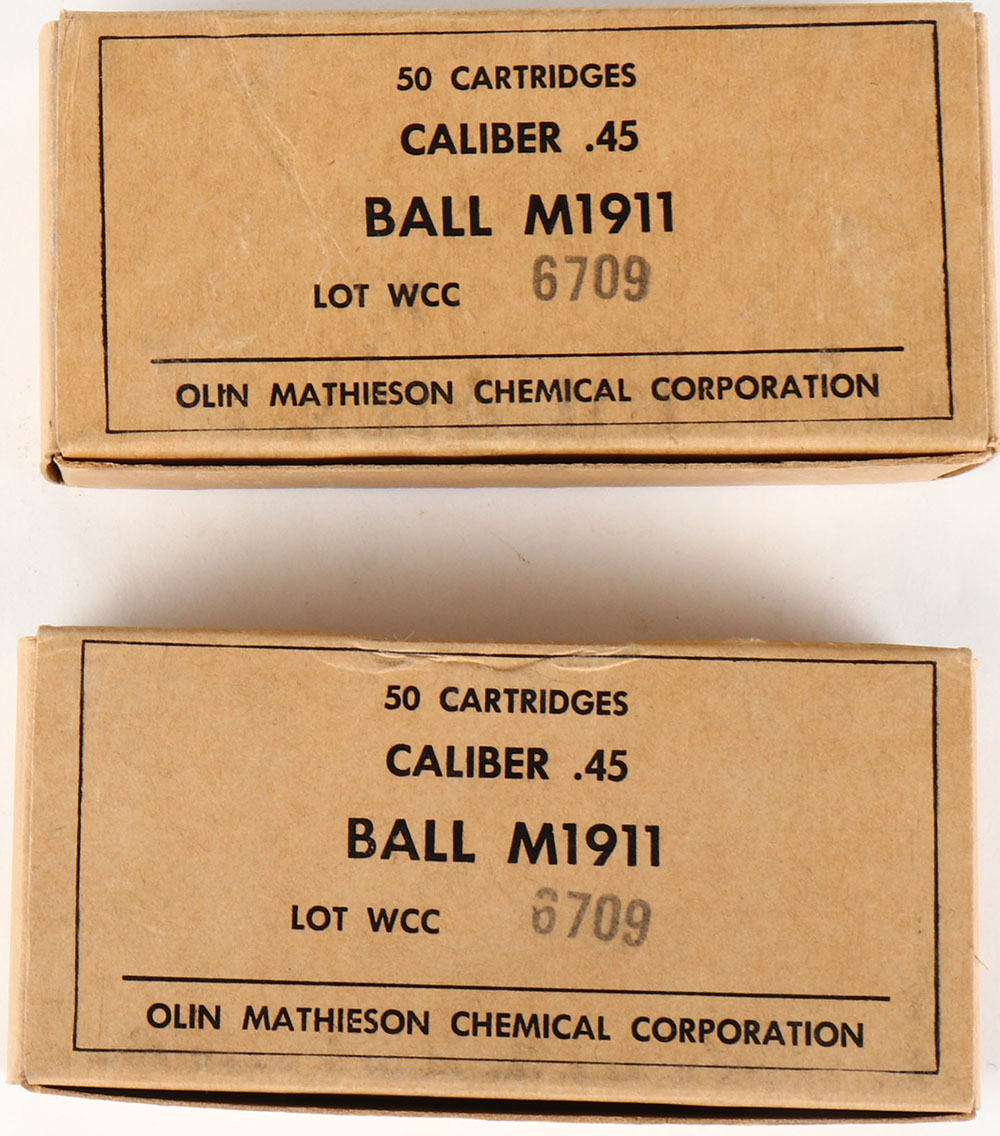 50 CARTRIDGES
CALIBER .45
BALL M1911
LOT WCC 6709
OLIN MATHIESON CHEMICAL CORPORATION
50 CARTRIDGES
CALIBER .45
BALL M1911
LOT WCC 6709
OLIN MATHIESON CHEMICAL CORPORATION